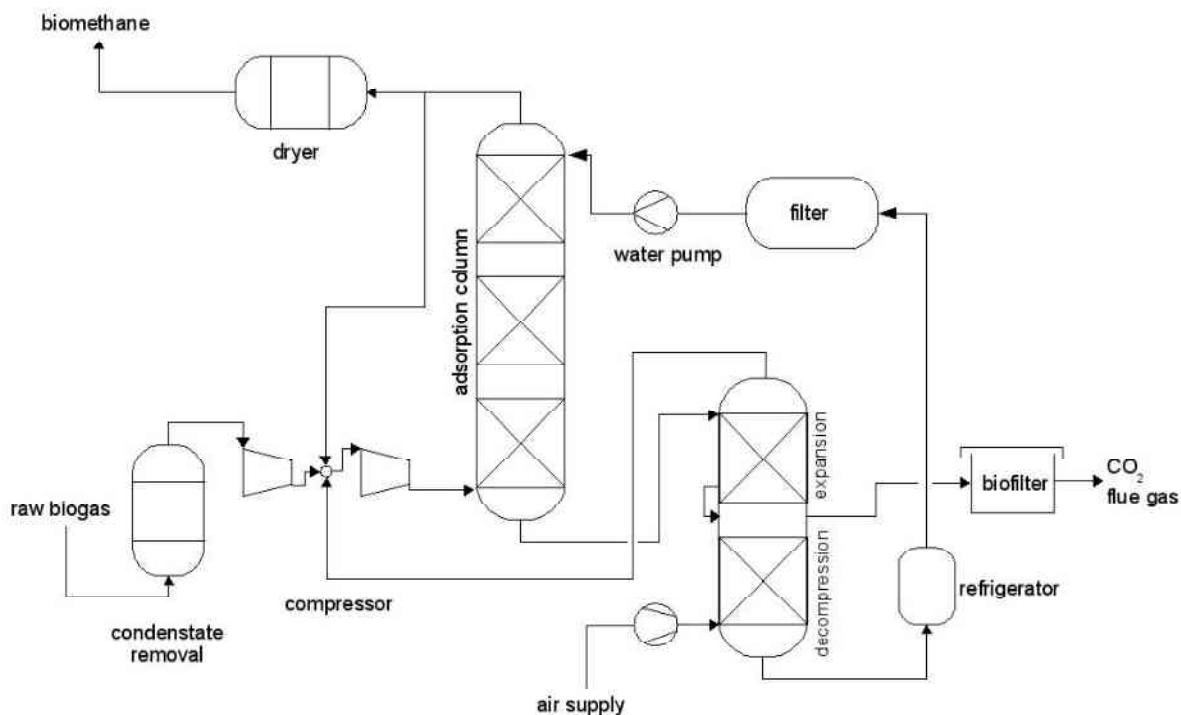 biomethane
dryer
adsorption column
filter
water pump
raw biogas
condenstate
removal
compressor
expansion
decompression
air supply
biofilter
CO2
flue gas
refrigerator